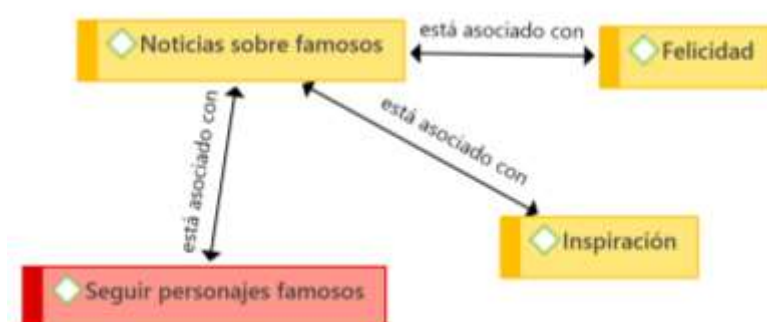 está asociado con
Noticias sobre famosos
Felicidad
está asociado con
está asociado con
Inspiración
Seguir personajes famosos